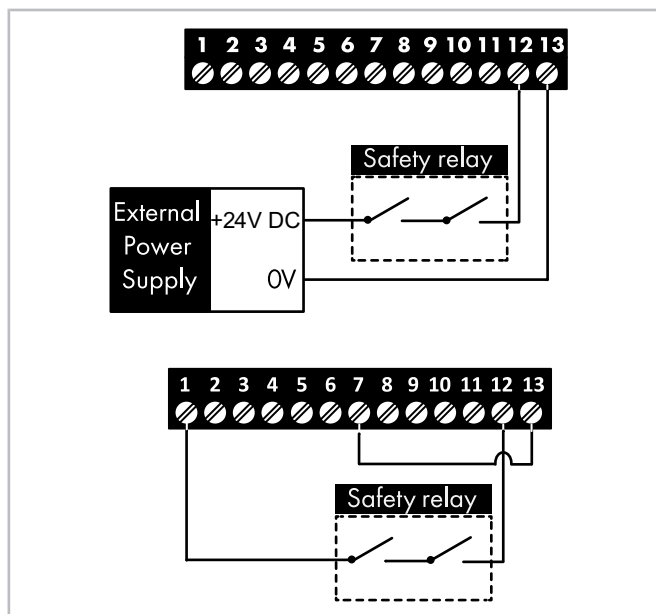 1 2 3 4 5 6 7 8 9 10 11 12 13
Safety relay
External
Power
Supply
+24V DC
0V
1 2 3 4 5 6 7 8 9 10 11 12 13
Safety relay